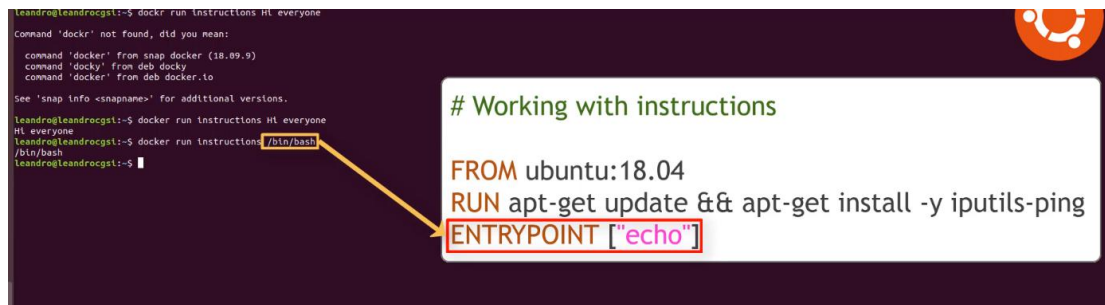 leandro@leandrocgsi:~$ dockr run instructions Hi everyone
Command 'dockr' not found, did you mean:
command 'docker' from snap docker (18.09.9)
command 'docky' from deb docky
command 'docker' from deb docker.io
See 'snap info <snapname>' for additional versions.
leandro@leandrocgsi:~$ docker run instructions Hi everyone
Hi everyone
leandro@leandrocgsi:~$ docker run instructions /bin/bash
/bin/bash
leandro@leandrocgsi:~$
# Working with instructions
FROM ubuntu:18.04
RUN apt-get update && apt-get install -y iputils-ping
ENTRYPOINT ["echo"]